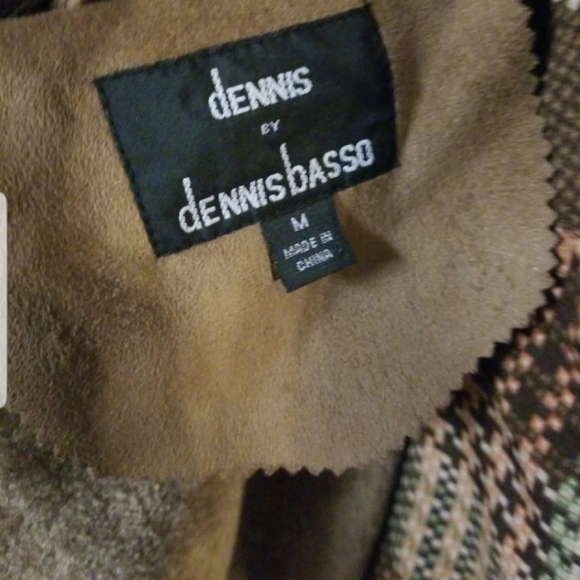 dENNIS
BY
dENNISbASSO
M
MADE IN
CHINA